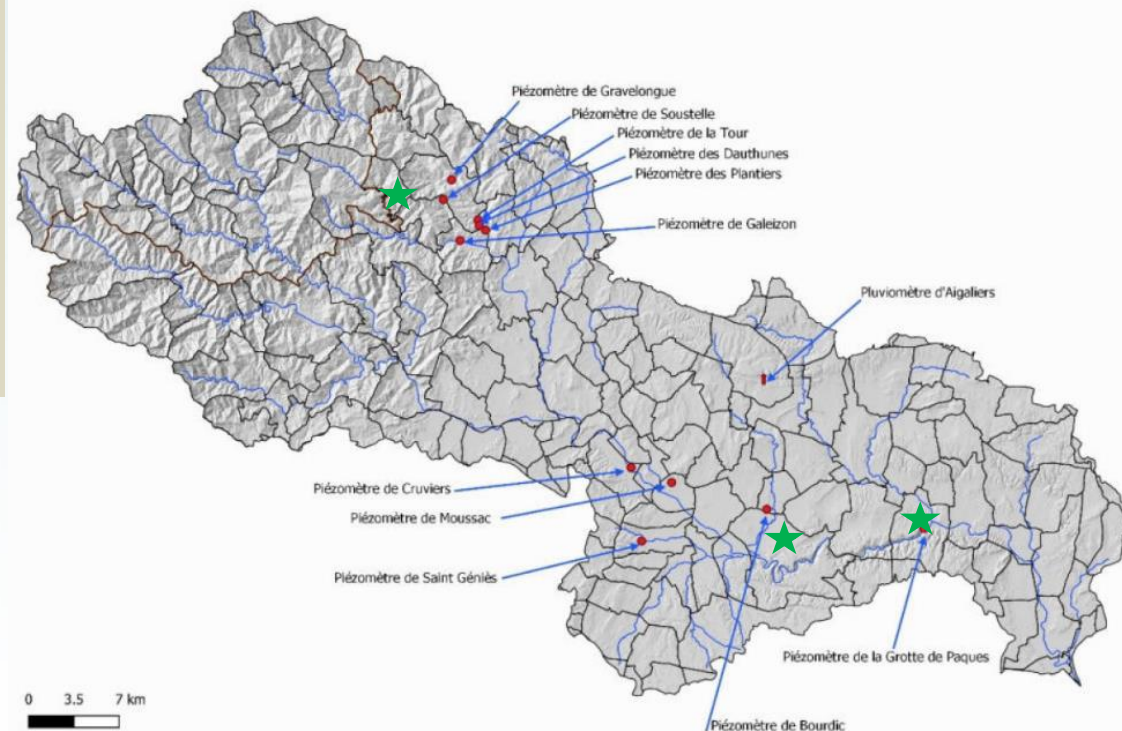 Piézomètre de Gravelongue
Piézomètre de Soustelle
Piézomètre de la Tour
Piézomètre des Dauthunes
Piézomètre des Plantiers
Piézomètre de Galeizon
Pluviomètre d'Aigaliers
Piézomètre de Cruviers
Piézomètre de Moussac
Piézomètre de Saint Géniès
Piézomètre de la Grotte de Paques
Piézomètre de Bourdic
0 3.5 7 km